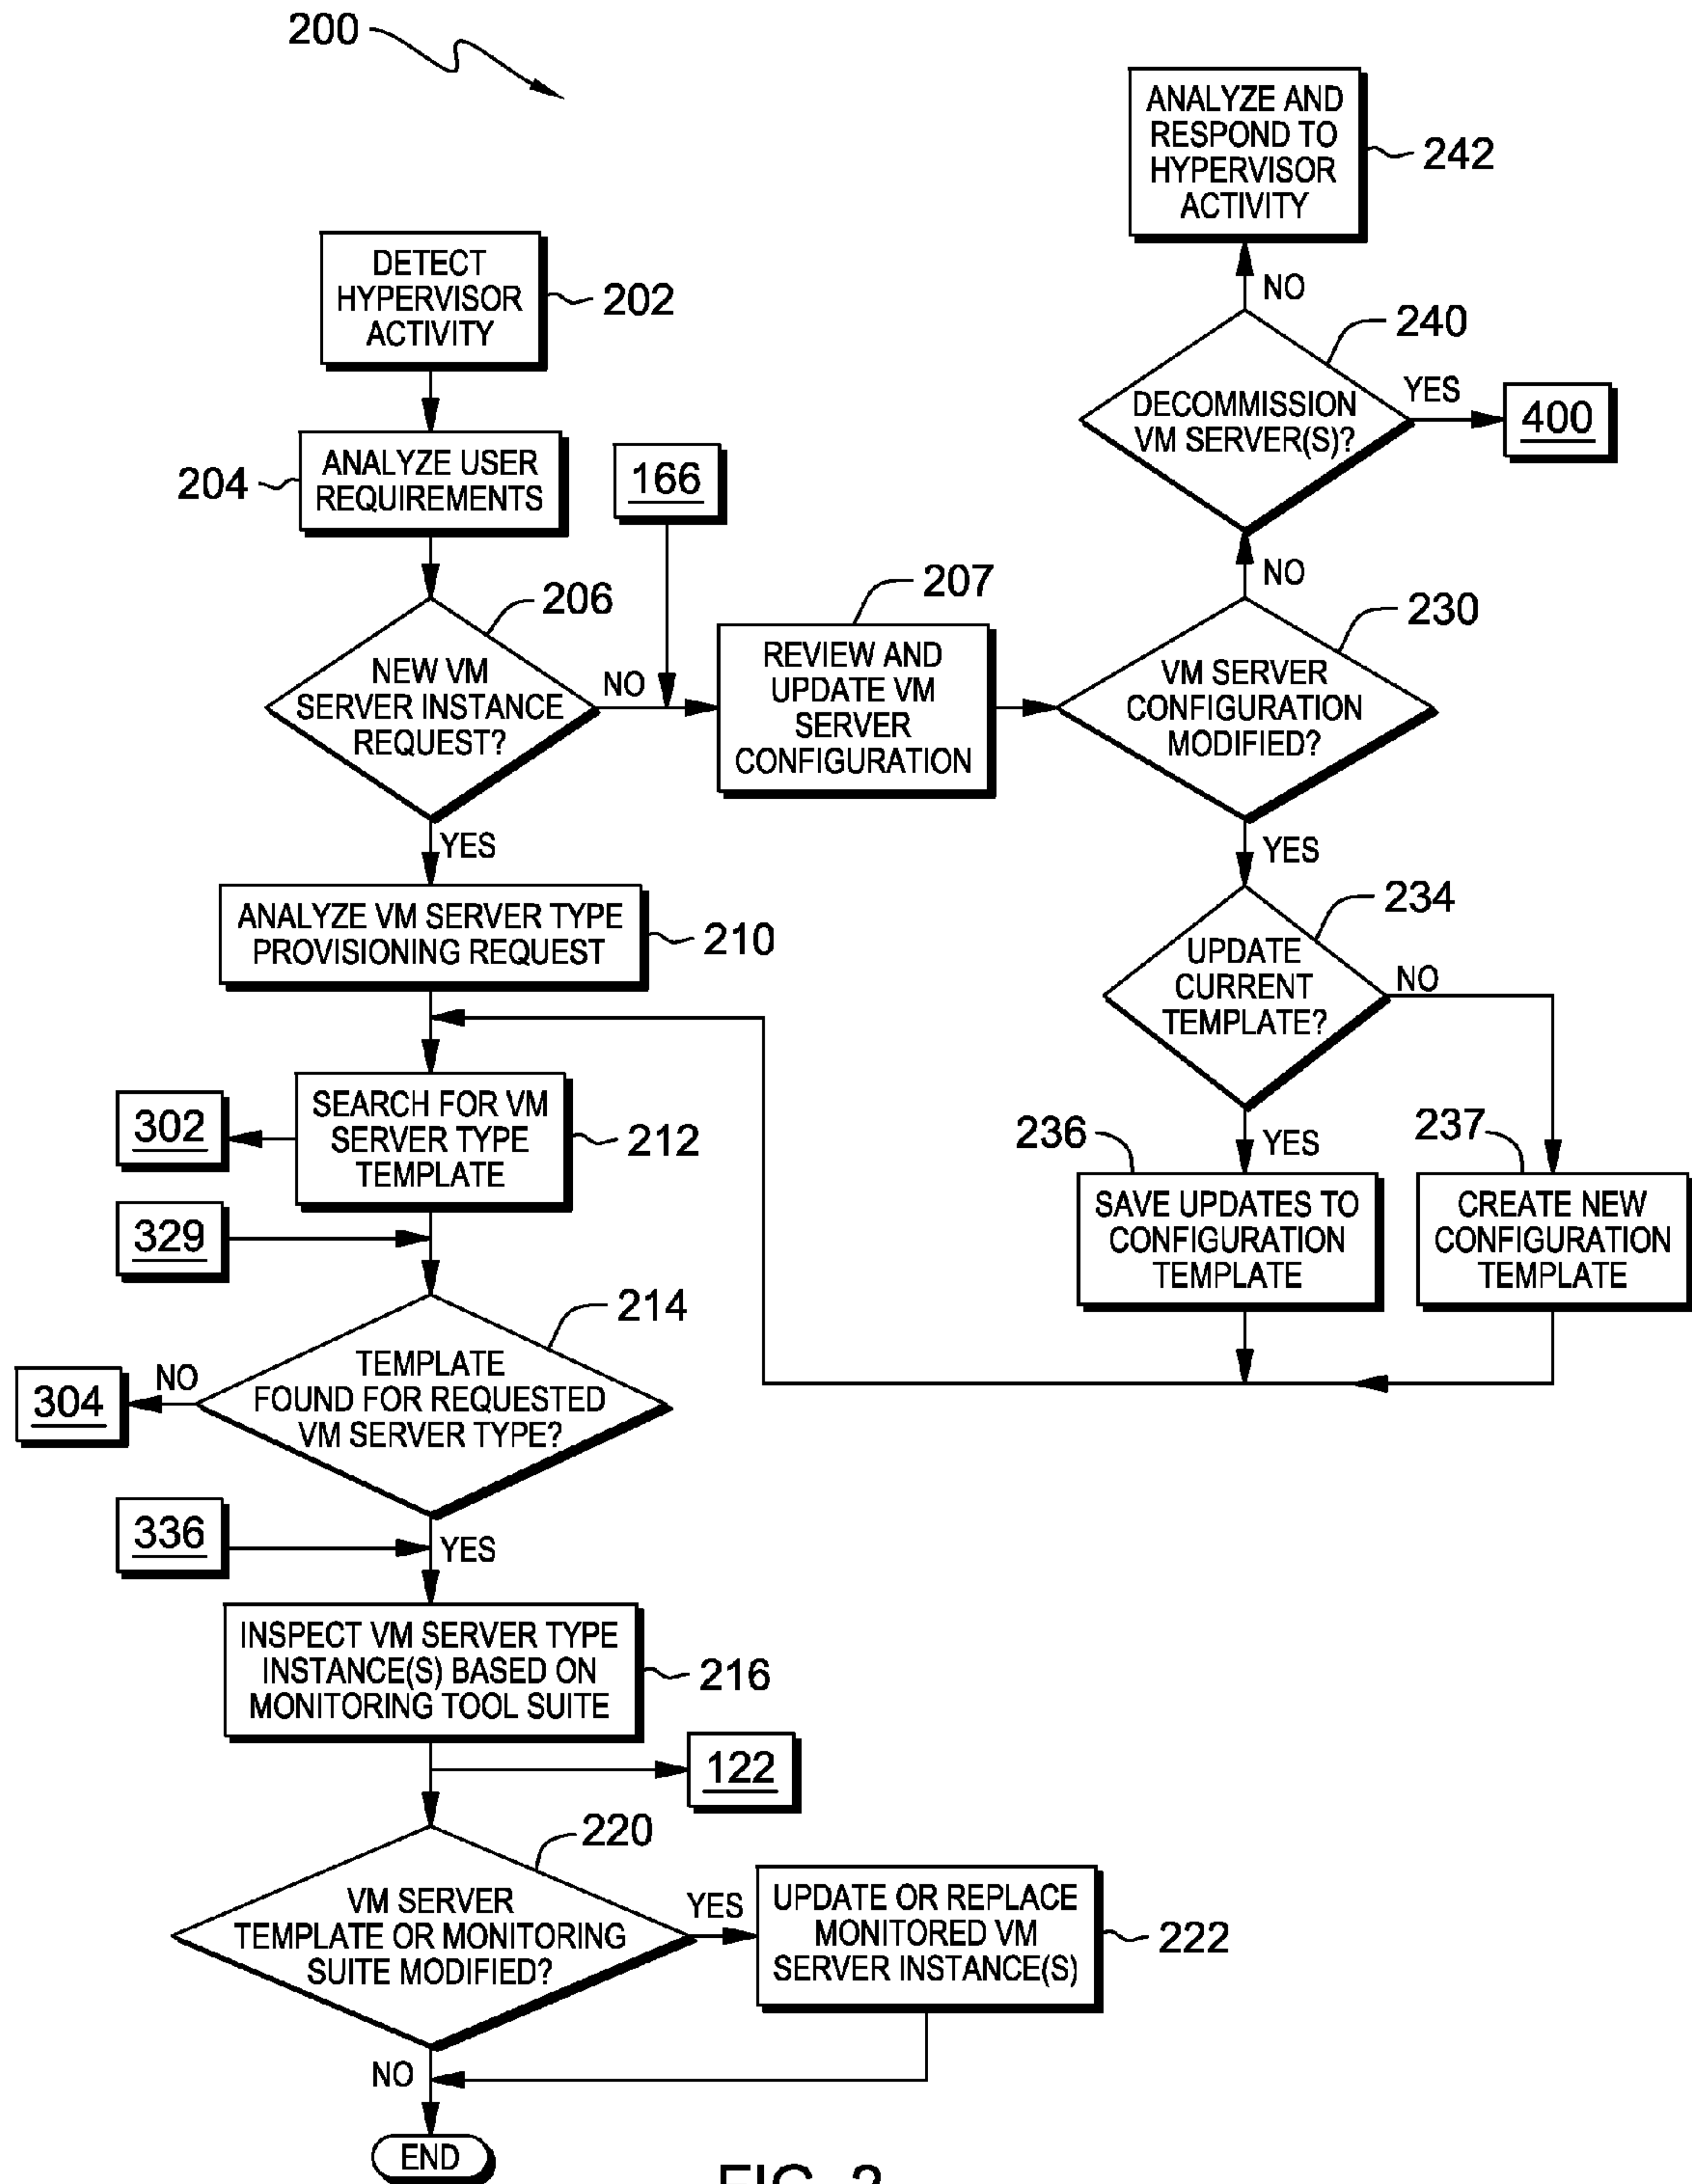 200
DETECT
HYPERVISOR
ACTIVITY
202
ANALYZE USER
REQUIREMENTS
204
166
NEW VM
SERVER INSTANCE
REQUEST?
206
NO
YES
REVIEW AND
UPDATE VM
SERVER
CONFIGURATION
207
ANALYZE AND
RESPOND TO
HYPERVISOR
ACTIVITY
242
NO
240
DECOMMISSION
VM SERVER(S)?
YES
400
NO
230
VM SERVER
CONFIGURATION
MODIFIED?
YES
234
UPDATE
CURRENT
TEMPLATE?
NO
YES
236
SAVE UPDATES TO
CONFIGURATION
TEMPLATE
237
CREATE NEW
CONFIGURATION
TEMPLATE
ANALYZE VM SERVER TYPE
PROVISIONING REQUEST
210
302
SEARCH FOR VM
SERVER TYPE
TEMPLATE
212
329
214
TEMPLATE
FOUND FOR REQUESTED
VM SERVER TYPE?
NO
304
336
YES
INSPECT VM SERVER TYPE
INSTANCE(S) BASED ON
MONITORING TOOL SUITE
216
122
220
VM SERVER
TEMPLATE OR MONITORING
SUITE MODIFIED?
YES
UPDATE OR REPLACE
MONITORED VM
SERVER INSTANCE(S)
222
NO
END
FIG. 2